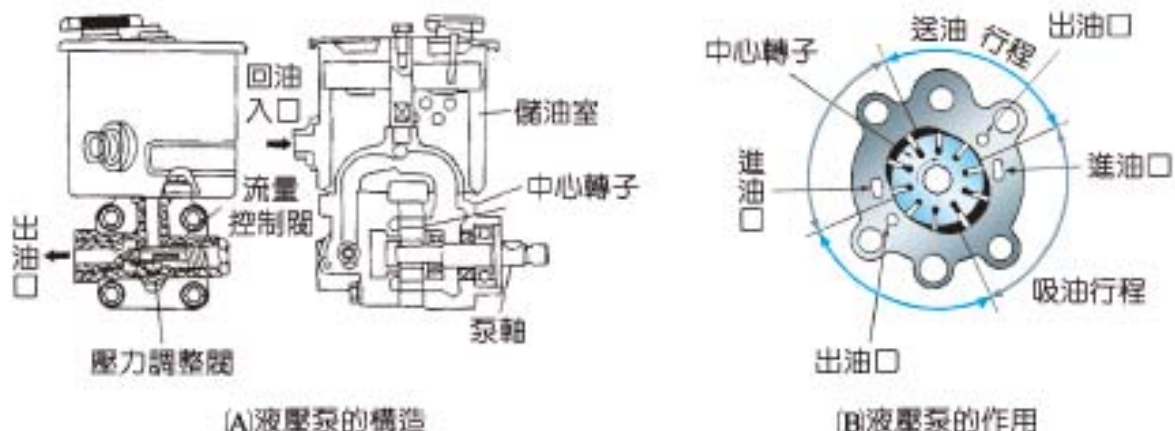 回油
入口
儲油室
中心轉子
流量
控制閥
出油口
泵軸
壓力調整閥
(A)液壓泵的構造
送油 行程
出油口
中心轉子
進油口
進油口
吸油行程
出油口
(B)液壓泵的作用